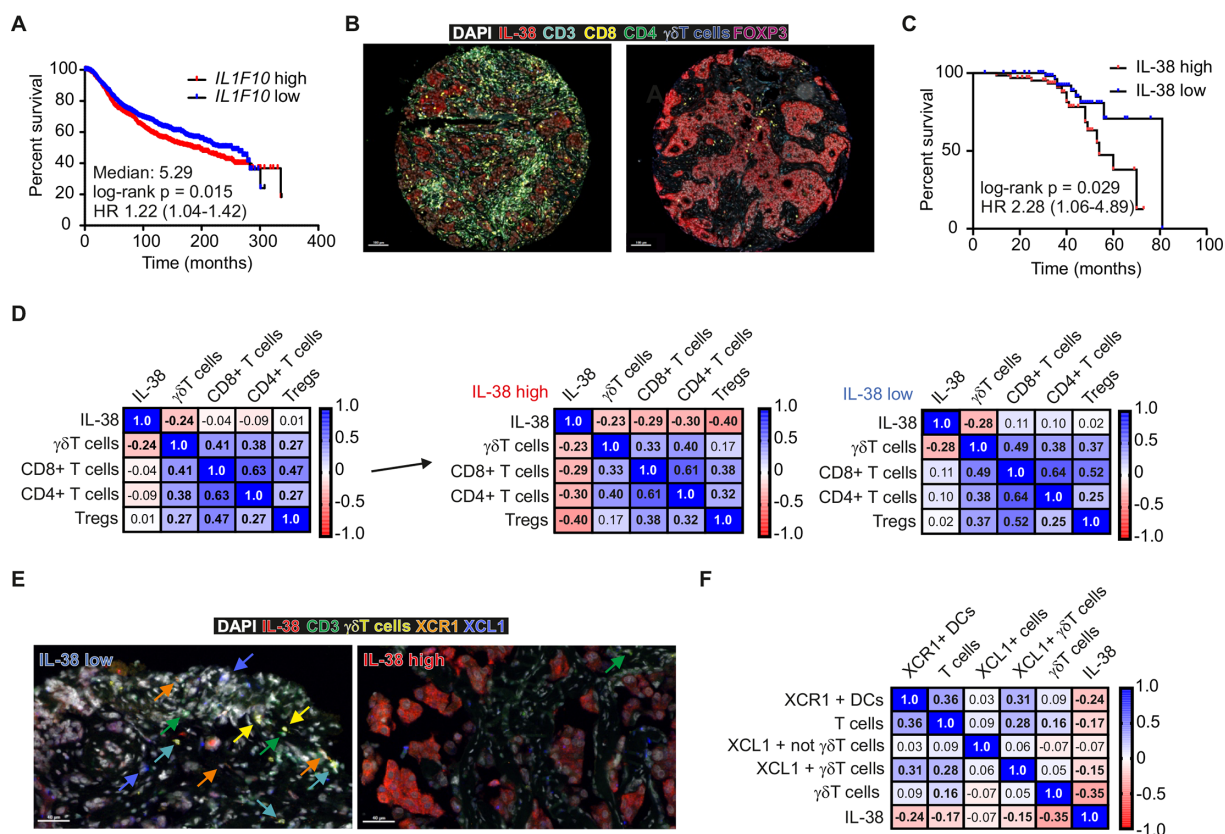 A
IL1F10 high
IL1F10 low
Percent survival
100
80
60
40
20
0
Median: 5.29
log-rank p = 0.015
HR 1.22 (1.04-1.42)
0 100 200 300 400
Time (months)
B
DAPI IL-38 CD3 CD8 CD4 γδT cells FOXP3
C
IL-38 high
IL-38 low
Percent survival
100
50
0
log-rank p = 0.029
HR 2.28 (1.06-4.89)
0 20 40 60 80 100
Time (months)
D
IL-38 γδT cells CD8+ T cells CD4+ T cells Tregs
IL-38 1.0 -0.24 -0.04 -0.09 0.01
γδT cells -0.24 1.0 0.41 0.38 0.27
CD8+ T cells -0.04 0.41 1.0 0.63 0.47
CD4+ T cells -0.09 0.38 0.63 1.0 0.27
Tregs 0.01 0.27 0.47 0.27 1.0
1.0
0.5
0
-0.5
-1.0
IL-38 high
IL-38 γδT cells CD8+ T cells CD4+ T cells Tregs
IL-38 1.0 -0.23 -0.29 -0.30 -0.40
γδT cells -0.23 1.0 0.33 0.40 0.17
CD8+ T cells -0.29 0.33 1.0 0.61 0.38
CD4+ T cells -0.30 0.40 0.61 1.0 0.32
Tregs -0.40 0.17 0.38 0.32 1.0
1.0
0.5
0
-0.5
-1.0
IL-38 low
IL-38 γδT cells CD8+ T cells CD4+ T cells Tregs
IL-38 1.0 -0.28 0.11 0.10 0.02
γδT cells -0.28 1.0 0.49 0.38 0.37
CD8+ T cells 0.11 0.49 1.0 0.64 0.52
CD4+ T cells 0.10 0.38 0.64 1.0 0.25
Tregs 0.02 0.37 0.52 0.25 1.0
1.0
0.5
0
-0.5
-1.0
E
DAPI IL-38 CD3 γδT cells XCR1 XCL1
IL-38 low
IL-38 high
F
XCR1+ DCs T cells XCL1+ cells XCL1+ γδT cells γδT cells IL-38
XCR1 + DCs 1.0 0.36 0.03 0.31 0.09 -0.24
T cells 0.36 1.0 0.09 0.28 0.16 -0.17
XCL1 + not γδT cells 0.03 0.09 1.0 0.06 -0.07 -0.07
XCL1 + γδT cells 0.31 0.28 0.06 1.0 0.05 -0.15
γδT cells 0.09 0.16 -0.07 0.05 1.0 -0.35
IL-38 -0.24 -0.17 -0.07 -0.15 -0.35 1.0
1.0
0.5
0
-0.5
-1.0